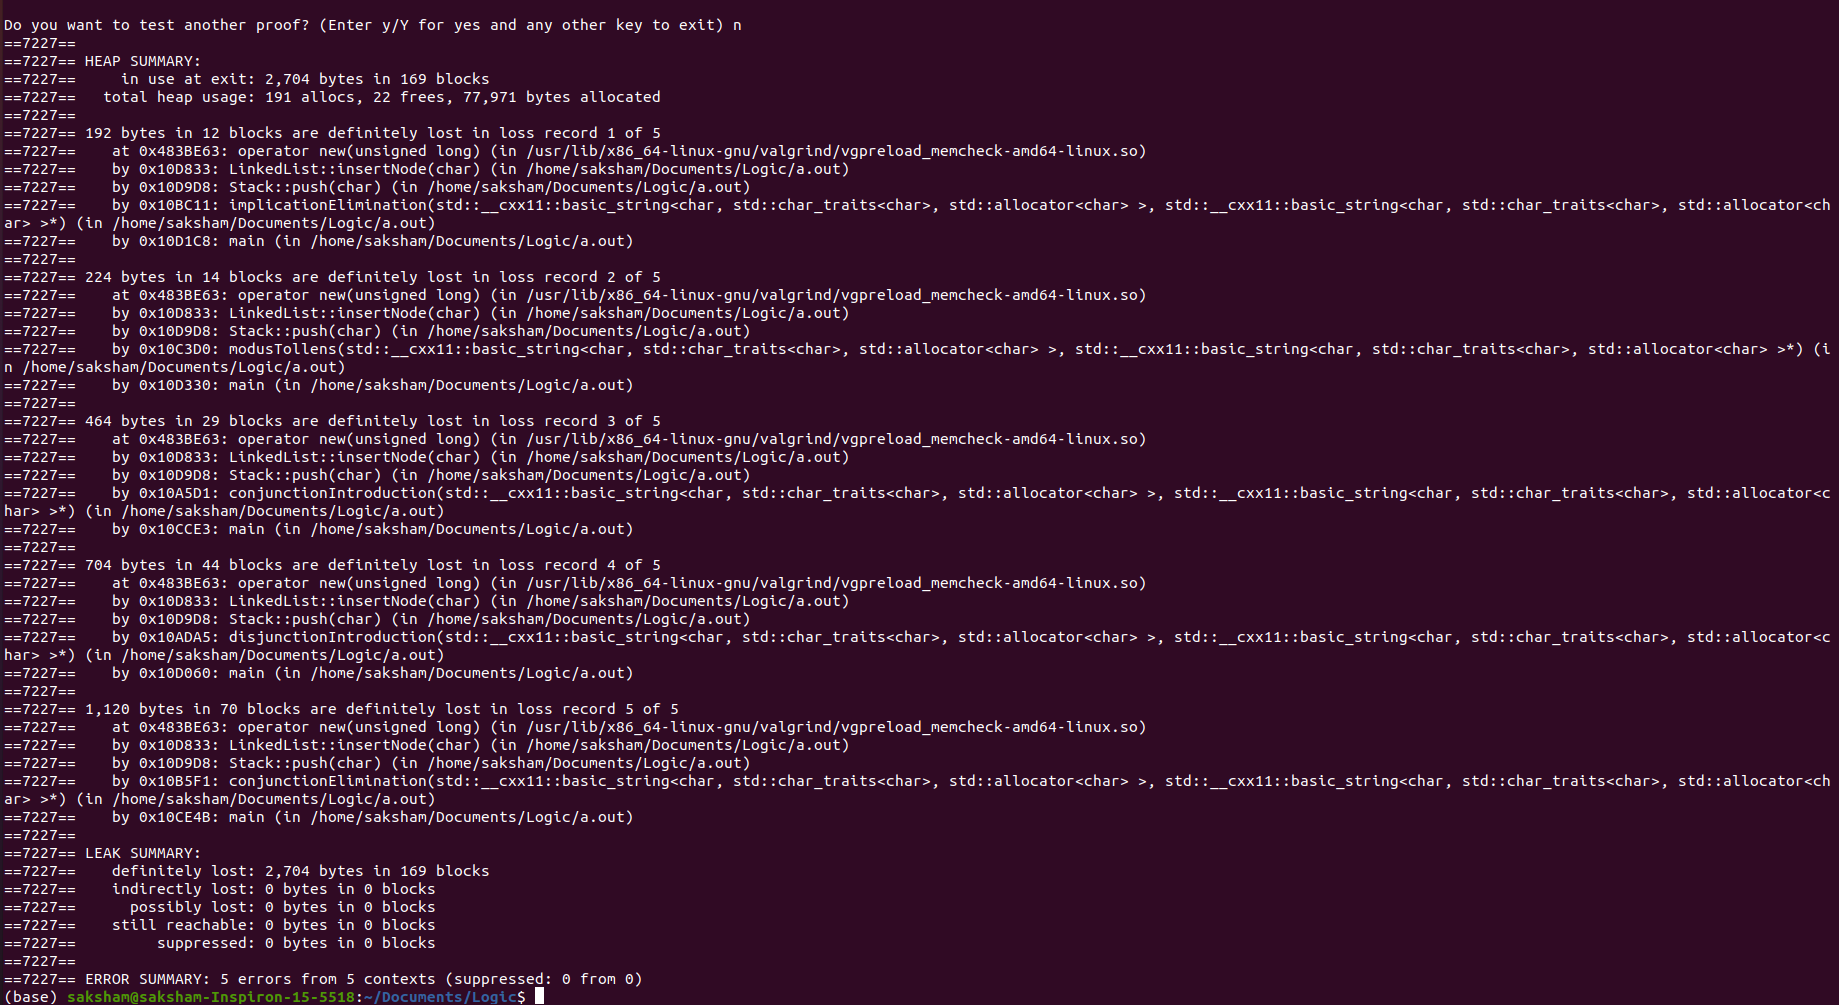 Do you want to test another proof? (Enter y/Y for yes and any other key to exit) n
==7227==
==7227== HEAP SUMMARY:
==7227==     in use at exit: 2,704 bytes in 169 blocks
==7227==   total heap usage: 191 allocs, 22 frees, 77,971 bytes allocated
==7227==
==7227== 192 bytes in 12 blocks are definitely lost in loss record 1 of 5
==7227==    at 0x483BE63: operator new(unsigned long) (in /usr/lib/x86_64-linux-gnu/valgrind/vgpreload_memcheck-amd64-linux.so)
==7227==    by 0x10D833: LinkedList::insertNode(char) (in /home/saksham/Documents/Logic/a.out)
==7227==    by 0x10D9D8: Stack::push(char) (in /home/saksham/Documents/Logic/a.out)
==7227==    by 0x10BC11: implicationElimination(std::__cxx11::basic_string<char, std::char_traits<char>, std::allocator<char> >, std::__cxx11::basic_string<char, std::char_traits<char>, std::allocator<ch
ar> >*) (in /home/saksham/Documents/Logic/a.out)
==7227==    by 0x10D1C8: main (in /home/saksham/Documents/Logic/a.out)
==7227==
==7227== 224 bytes in 14 blocks are definitely lost in loss record 2 of 5
==7227==    at 0x483BE63: operator new(unsigned long) (in /usr/lib/x86_64-linux-gnu/valgrind/vgpreload_memcheck-amd64-linux.so)
==7227==    by 0x10D833: LinkedList::insertNode(char) (in /home/saksham/Documents/Logic/a.out)
==7227==    by 0x10D9D8: Stack::push(char) (in /home/saksham/Documents/Logic/a.out)
==7227==    by 0x10C3D0: modusTollens(std::__cxx11::basic_string<char, std::char_traits<char>, std::allocator<char> >, std::__cxx11::basic_string<char, std::char_traits<char>, std::allocator<char> >*) (i
n /home/saksham/Documents/Logic/a.out)
==7227==    by 0x10D330: main (in /home/saksham/Documents/Logic/a.out)
==7227==
==7227== 464 bytes in 29 blocks are definitely lost in loss record 3 of 5
==7227==    at 0x483BE63: operator new(unsigned long) (in /usr/lib/x86_64-linux-gnu/valgrind/vgpreload_memcheck-amd64-linux.so)
==7227==    by 0x10D833: LinkedList::insertNode(char) (in /home/saksham/Documents/Logic/a.out)
==7227==    by 0x10D9D8: Stack::push(char) (in /home/saksham/Documents/Logic/a.out)
==7227==    by 0x10A5D1: conjunctionIntroduction(std::__cxx11::basic_string<char, std::char_traits<char>, std::allocator<char> >, std::__cxx11::basic_string<char, std::char_traits<char>, std::allocator<c
har> >*) (in /home/saksham/Documents/Logic/a.out)
==7227==    by 0x10CCE3: main (in /home/saksham/Documents/Logic/a.out)
==7227==
==7227== 704 bytes in 44 blocks are definitely lost in loss record 4 of 5
==7227==    at 0x483BE63: operator new(unsigned long) (in /usr/lib/x86_64-linux-gnu/valgrind/vgpreload_memcheck-amd64-linux.so)
==7227==    by 0x10D833: LinkedList::insertNode(char) (in /home/saksham/Documents/Logic/a.out)
==7227==    by 0x10D9D8: Stack::push(char) (in /home/saksham/Documents/Logic/a.out)
==7227==    by 0x10ADA5: disjunctionIntroduction(std::__cxx11::basic_string<char, std::char_traits<char>, std::allocator<char> >, std::__cxx11::basic_string<char, std::char_traits<char>, std::allocator<c
har> >*) (in /home/saksham/Documents/Logic/a.out)
==7227==    by 0x10D060: main (in /home/saksham/Documents/Logic/a.out)
==7227==
==7227== 1,120 bytes in 70 blocks are definitely lost in loss record 5 of 5
==7227==    at 0x483BE63: operator new(unsigned long) (in /usr/lib/x86_64-linux-gnu/valgrind/vgpreload_memcheck-amd64-linux.so)
==7227==    by 0x10D833: LinkedList::insertNode(char) (in /home/saksham/Documents/Logic/a.out)
==7227==    by 0x10D9D8: Stack::push(char) (in /home/saksham/Documents/Logic/a.out)
==7227==    by 0x10B5F1: conjunctionElimination(std::__cxx11::basic_string<char, std::char_traits<char>, std::allocator<char> >, std::__cxx11::basic_string<char, std::char_traits<char>, std::allocator<ch
ar> >*) (in /home/saksham/Documents/Logic/a.out)
==7227==    by 0x10CE4B: main (in /home/saksham/Documents/Logic/a.out)
==7227==
==7227== LEAK SUMMARY:
==7227==    definitely lost: 2,704 bytes in 169 blocks
==7227==    indirectly lost: 0 bytes in 0 blocks
==7227==      possibly lost: 0 bytes in 0 blocks
==7227==    still reachable: 0 bytes in 0 blocks
==7227==         suppressed: 0 bytes in 0 blocks
==7227==
==7227== ERROR SUMMARY: 5 errors from 5 contexts (suppressed: 0 from 0)
(base) saksham@saksham-Inspiron-15-5518:~/Documents/Logic$